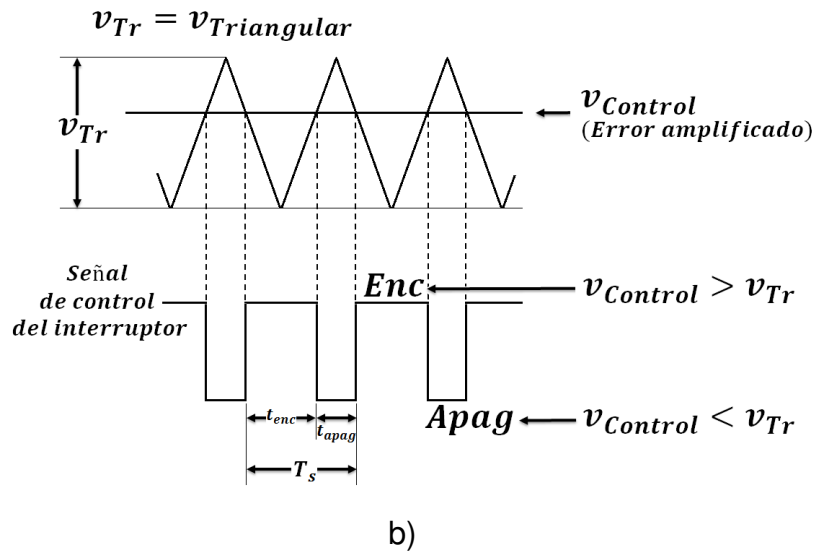 v_Tr = v_Triangular
v_Tr
v_Control
(Error amplificado)
Señal
de control
del interruptor
Enc
v_Control > v_Tr
t_enc
t_apag
Apag
v_Control < v_Tr
T_s
b)